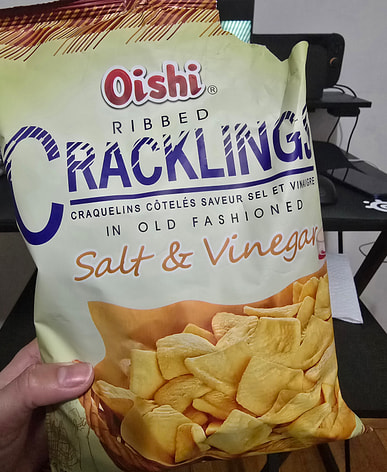 Oishi®
RIBBED
CRACKLINGS
CRAQUELINS CÔTELÉS SAVEUR SEL ET VINAIGRE
IN OLD FASHIONED
Salt & Vinegar